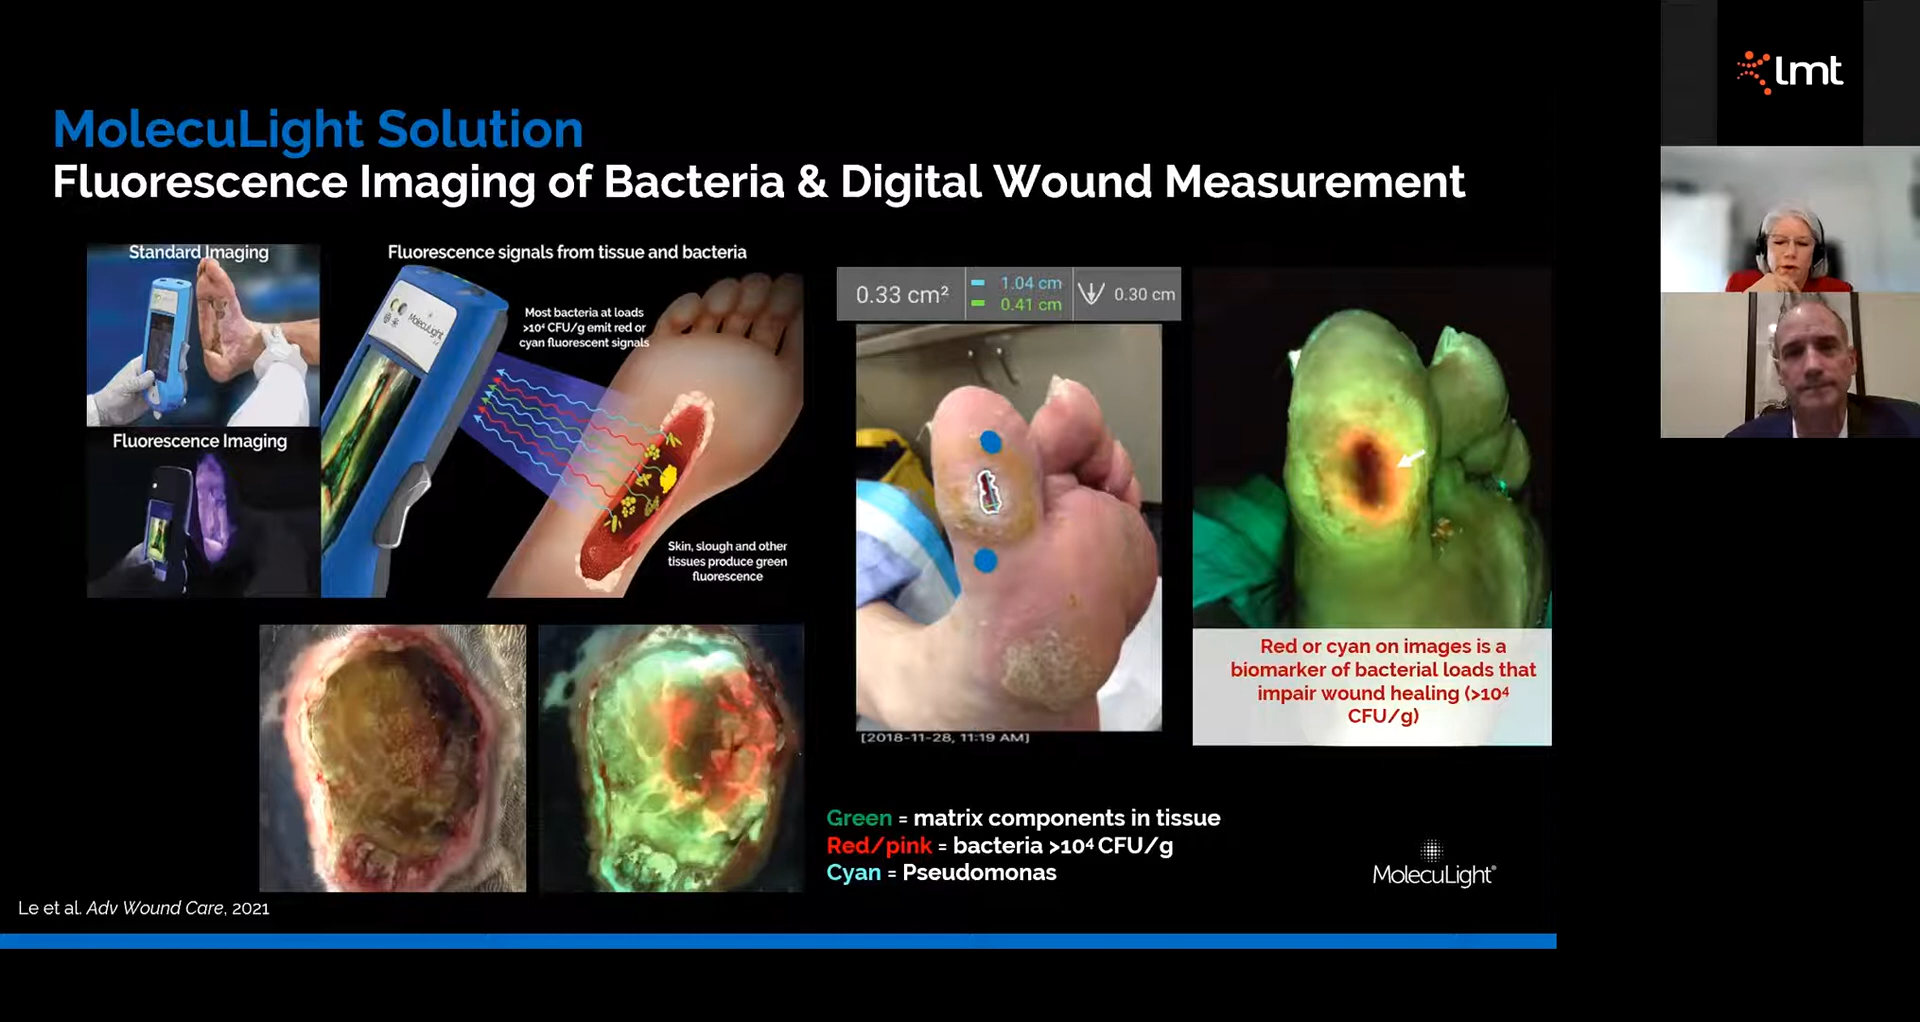 lmt
MolecuLight Solution
Fluorescence Imaging of Bacteria & Digital Wound Measurement
Standard Imaging
Fluorescence Imaging
Fluorescence signals from tissue and bacteria
MolecuLight
Most bacteria at loads
>10⁴ CFU/g emit red or
cyan fluorescent signals
Skin, slough and other
tissues produce green
fluorescence
0.33 cm²
1.04 cm
0.41 cm
0.30 cm
[2018-11-28, 11:19 AM]
Red or cyan on images is a
biomarker of bacterial loads that
impair wound healing (>10⁴
CFU/g)
Green = matrix components in tissue
Red/pink = bacteria >10⁴ CFU/g
Cyan = Pseudomonas
MolecuLight®
Le et al. Adv Wound Care, 2021